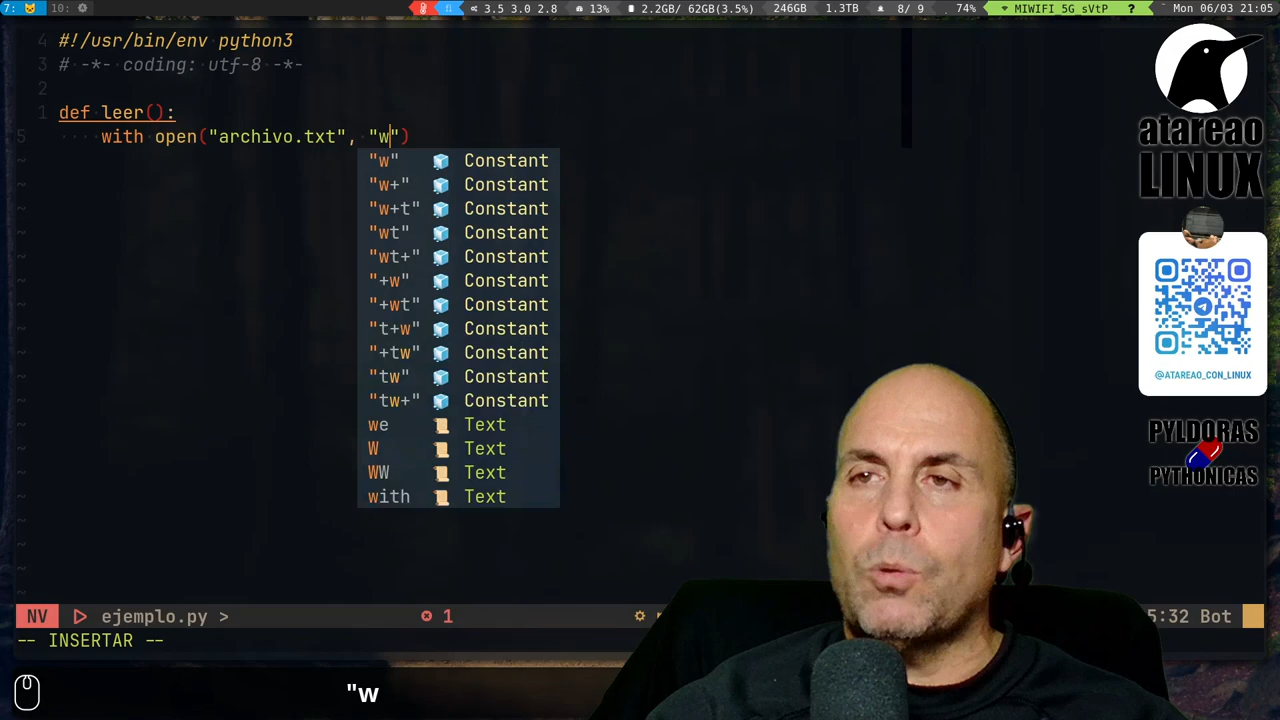 7: 10: 3.5 3.0 2.8 13% 2.2GB/ 62GB(3.5%) 246GB 1.3TB 8/ 9 74% MIWIFI_5G_sVtP ? Mon 06/03 21:05
4 #!/usr/bin/env python3
3 # -*- coding: utf-8 -*-
2
1 def leer():
5 with open("archivo.txt", "w")
"w" Constant
"w+" Constant
"w+t" Constant
"wt" Constant
"wt+" Constant
"+w" Constant
"+wt" Constant
"t+w" Constant
"+tw" Constant
"tw" Constant
"tw+" Constant
we Text
W Text
WW Text
with Text
NV ejemplo.py > 1 5:32 Bot
-- INSERTAR --
"w
atareao
LINUX
@ATAREAO_CON_LINUX
PYLDORAS
PYTHONICAS